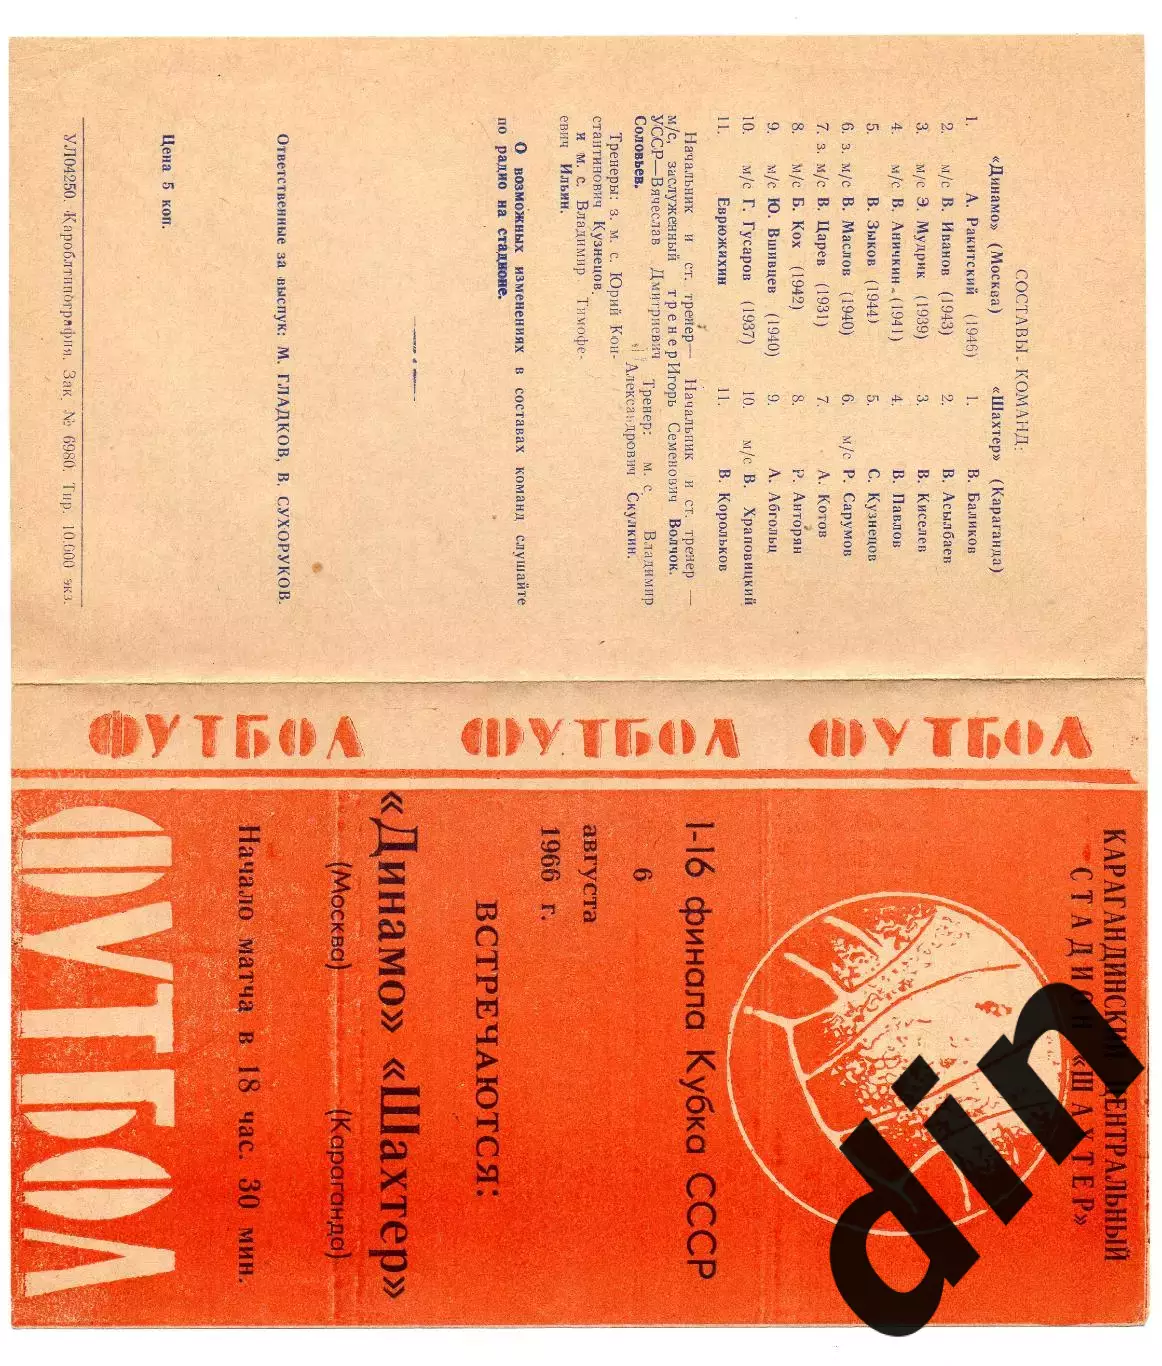 СОСТАВЫ КОМАНД:
«Динамо» (Москва)
1. А. Ракитский (1946)
2. м/с В. Иванов (1943)
3. м/с Э. Мудрик (1939)
4. м/с В. Аничкин (1941)
5. В. Зыков (1944)
6. з. м/с В. Маслов (1940)
7. з. м/с В. Царев (1931)
8. м/с Б. Кох (1942)
9. м/с Ю. Вшивцев (1940)
10. м/с Г. Гусаров (1937)
11. Еврюжихин
Начальник и ст. тренер—
м/с, заслуженный тренер
УССР—Вячеслав Дмитриевич
Соловьев.
Тренеры: з. м. с. Юрий Кон-
стантинович Кузнецов.
и м. с. Владимир Тимофе-
евич Ильин.
«Шахтер» (Караганда)
1. В. Баликов
2. В. Асылбаев
3. В. Киселев
4. В. Павлов
5. С. Кузнецов
6. м/с Р. Сарумов
7. А. Котов
8. Р. Анторян
9. А. Абгольц
10. м/с В. Храповицкий
11. В. Корольков
Начальник и ст. тренер —
Игорь Семенович Волчок.
Тренер: м. с. Владимир
Александрович Скулкин.
О возможных изменениях в составах команд слушайте
по радио на стадионе.
Ответственные за выспук: М. ГЛАДКОВ, В. СУХОРУКОВ.
Цена 5 коп.
УЛ04250. Кароблтипография. Зак. № 6980. Тир. 10 000 экз.
ФУТБОЛ ФУТБОЛ ФУТБОЛ
КАРАГАНДИНСКИЙ ЦЕНТРАЛЬНЫЙ
СТАДИОН «ШАХТЕР»
1-16 финала Кубка СССР
6
августа
1966 г.
ВСТРЕЧАЮТСЯ:
«Динамо» «Шахтер»
(Москва) (Караганда)
Начало матча в 18 час. 30 мин.
ФУТБОЛ
din